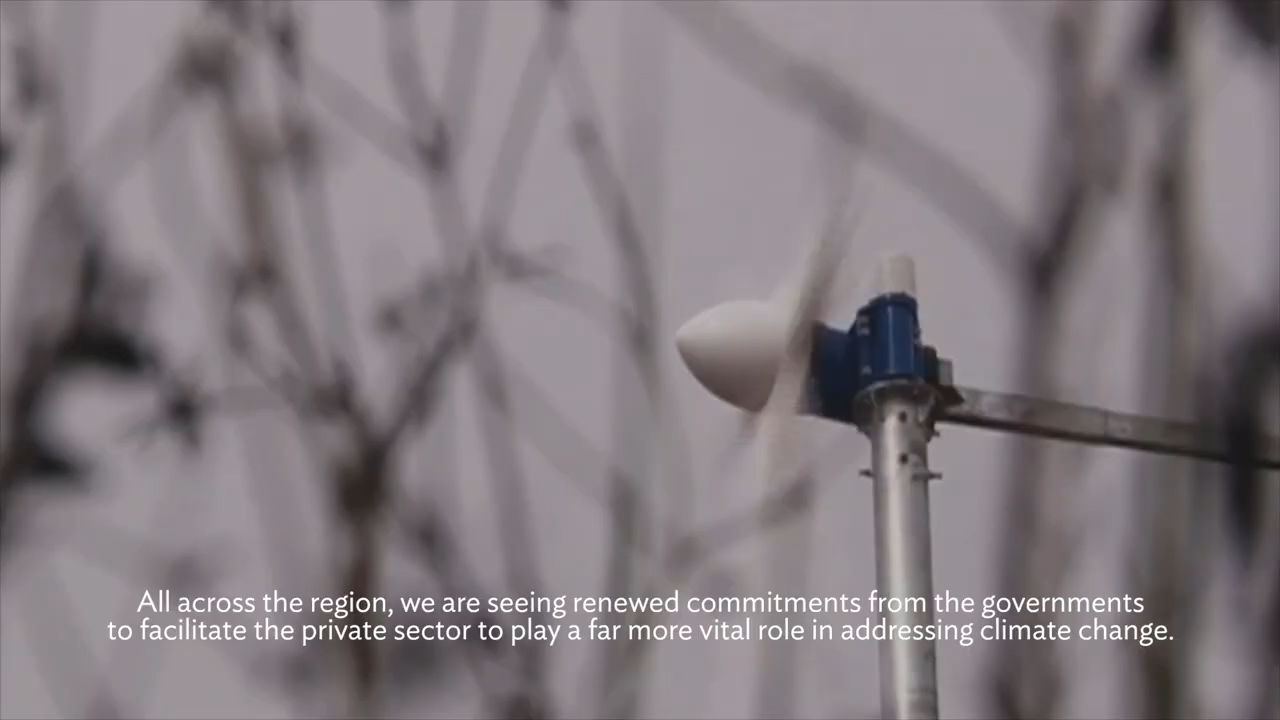 All across the region, we are seeing renewed commitments from the governments
to facilitate the private sector to play a far more vital role in addressing climate change.